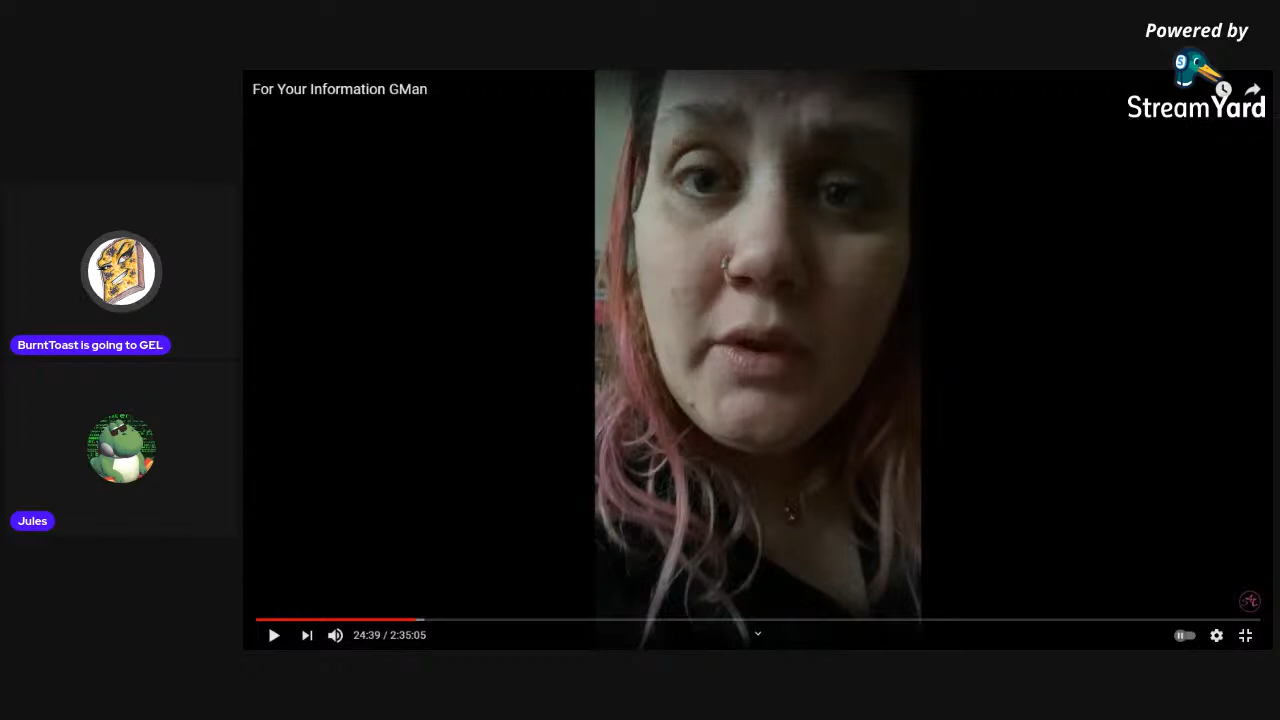 Powered by
StreamYard
For Your Information GMan
BurntToast is going to GEL
Jules
24:39 / 2:35:05